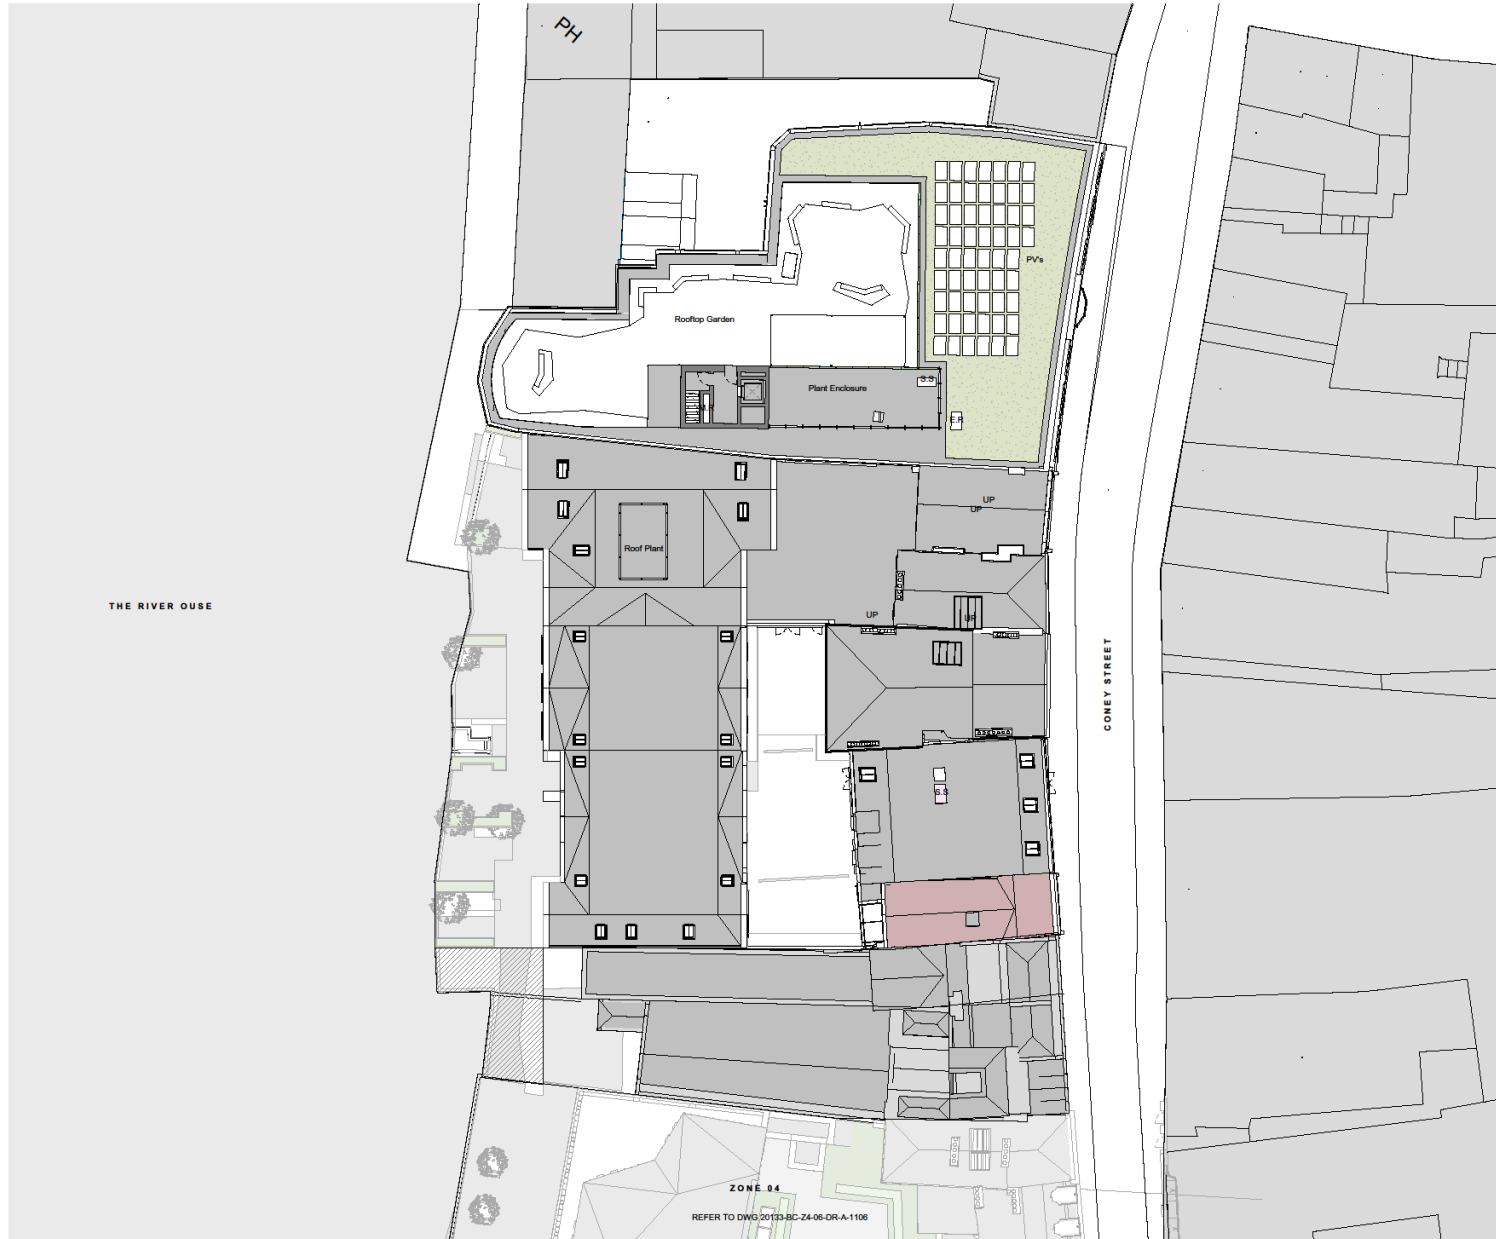 PH
PV's
Rooftop Garden
S.S
Plant Enclosure
M.R
E.R
UP
UP
Roof Plant
THE RIVER OUSE
UP
UP
CONEY STREET
S.S
ZONE 04
REFER TO DWG 20133-BC-Z4-06-DR-A-1106